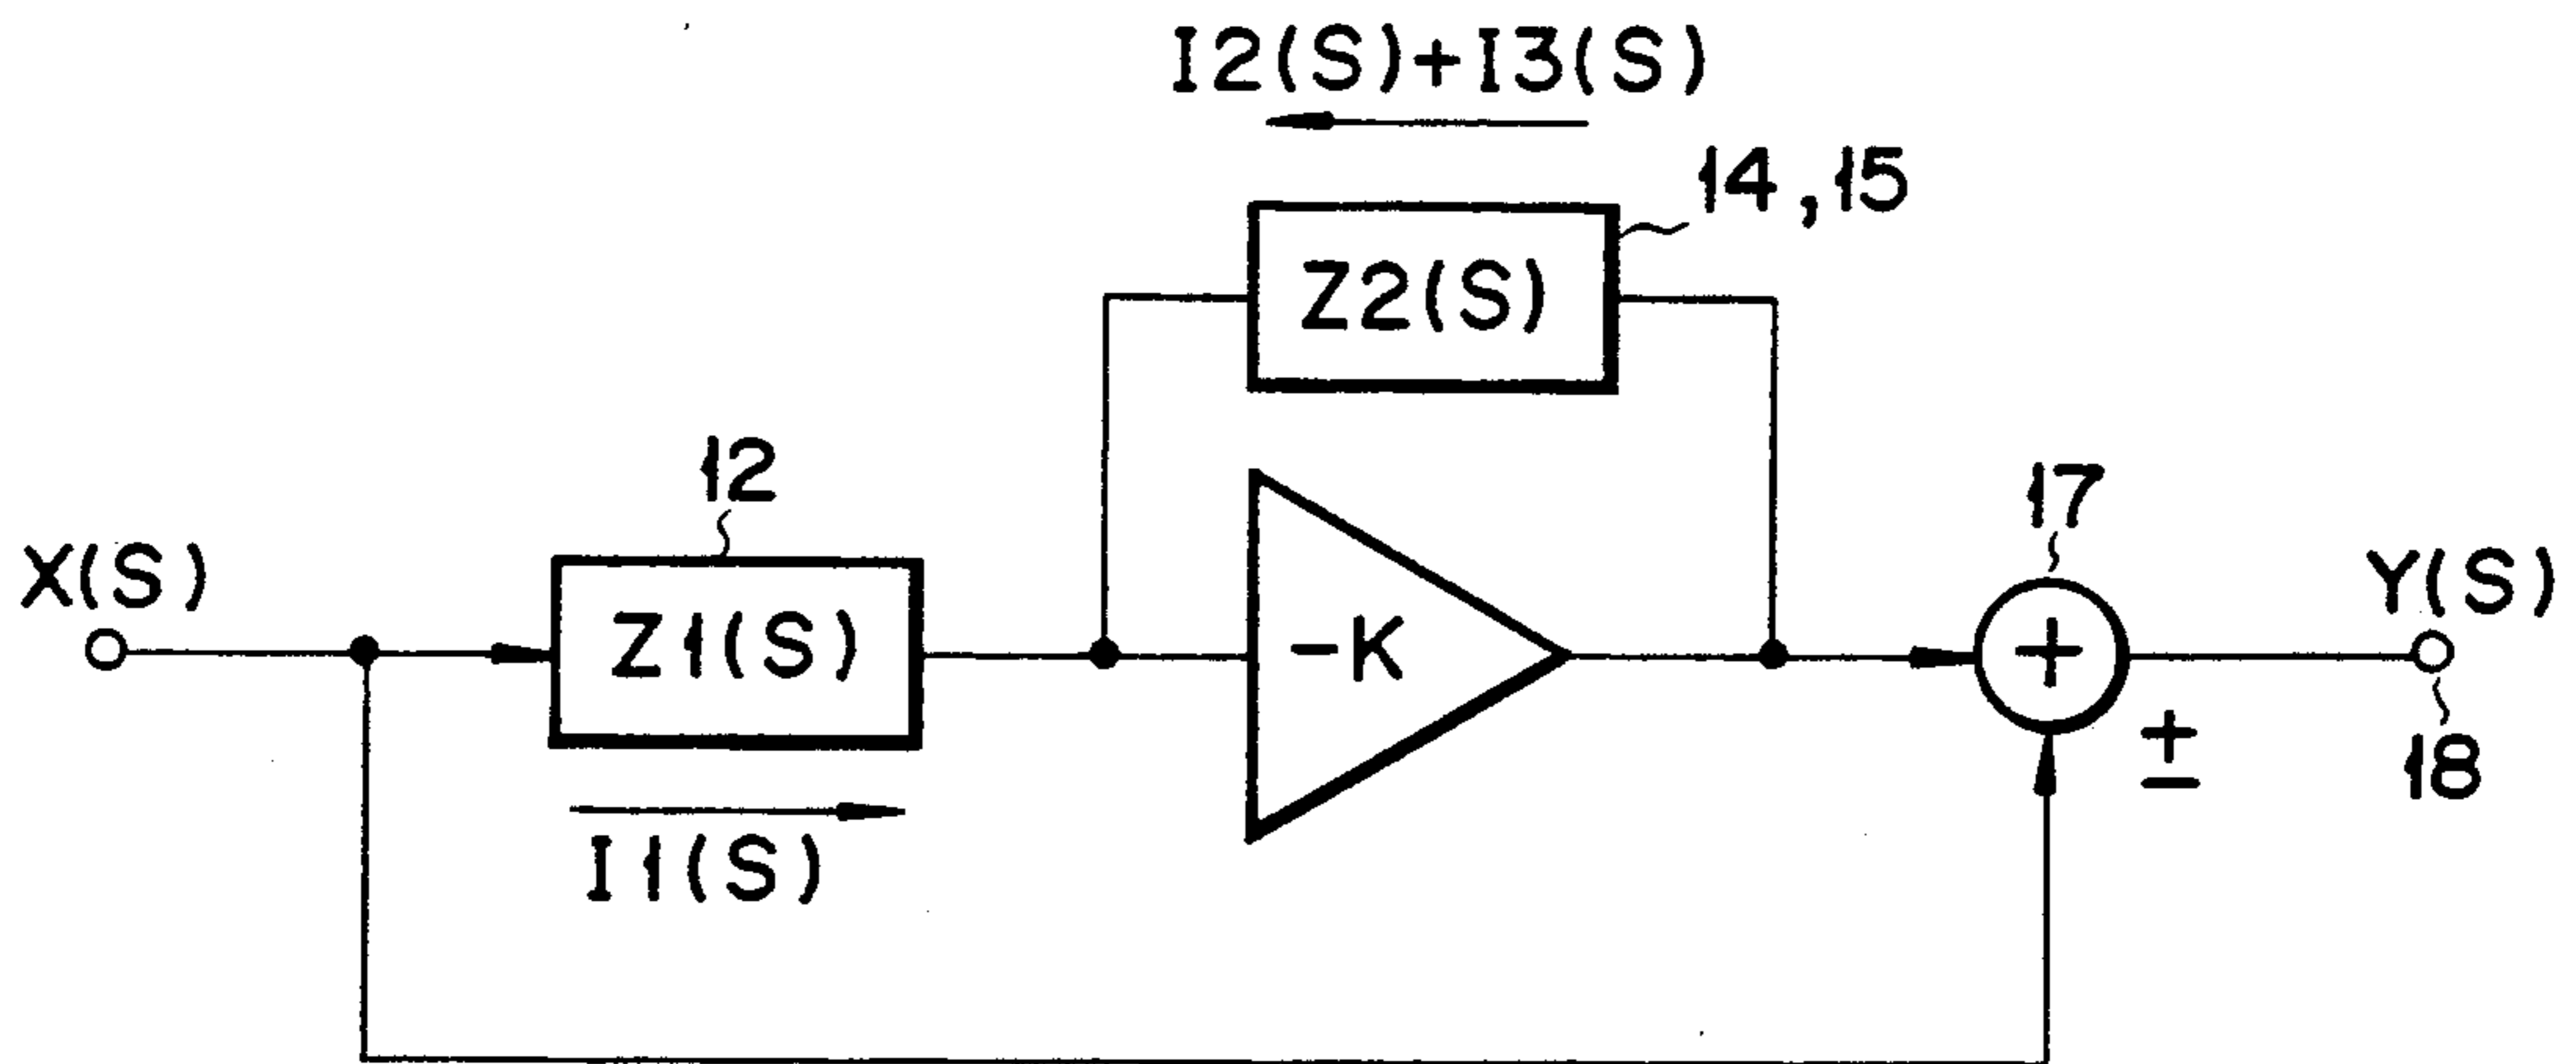 I2(S)+I3(S)
14,15
Z2(S)
12
17
X(S)
Y(S)
Z1(S)
-K
+
±
18
I1(S)